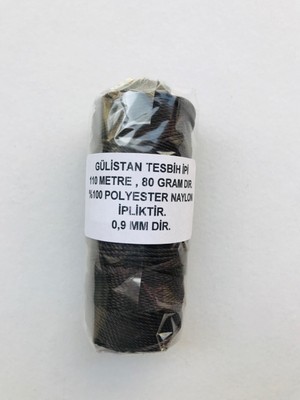 GÜLİSTAN TESBİH İPİ
110 METRE , 80 GRAM DIR.
%100 POLYESTER NAYLON
İPLİKTİR.
0,9 MM DİR.